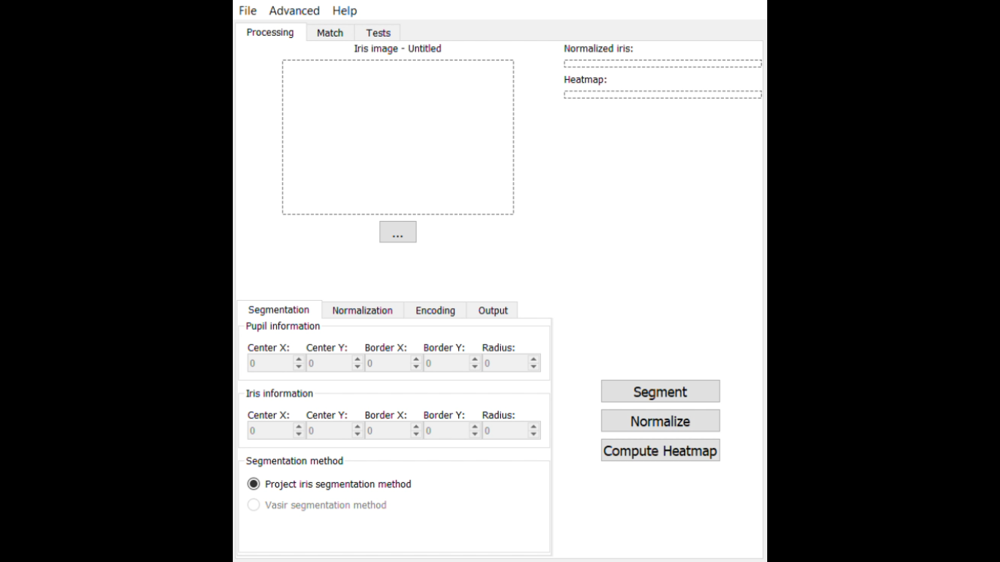 File Advanced Help
Processing Match Tests
Iris image - Untitled
Normalized iris:
Heatmap:
...
Segmentation Normalization Encoding Output
Pupil information
Center X: Center Y: Border X: Border Y: Radius:
0 0 0 0 0
Iris information
Center X: Center Y: Border X: Border Y: Radius:
0 0 0 0 0
Segmentation method
Project iris segmentation method
Vasir segmentation method
Segment
Normalize
Compute Heatmap